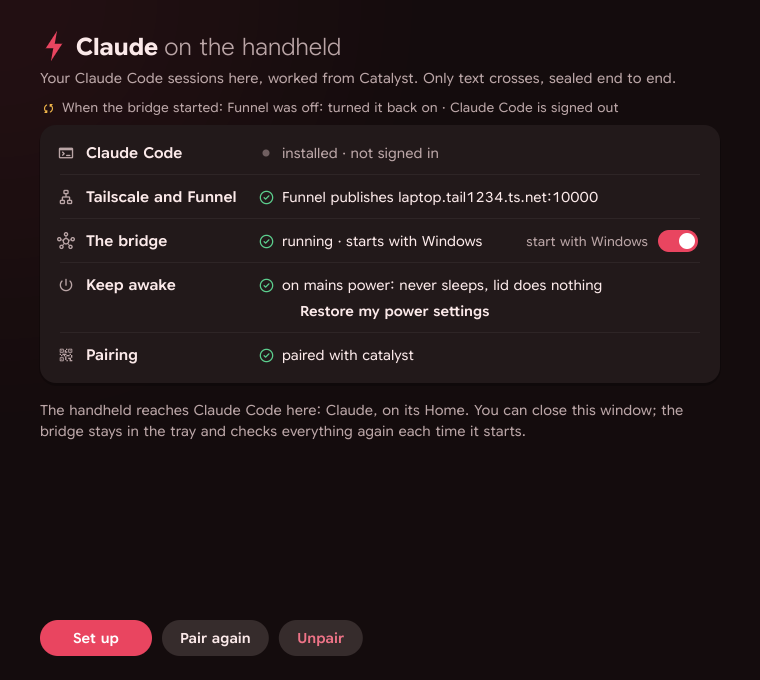 Claude on the handheld
Your Claude Code sessions here, worked from Catalyst. Only text crosses, sealed end to end.
When the bridge started: Funnel was off: turned it back on · Claude Code is signed out
Claude Code installed · not signed in
Tailscale and Funnel Funnel publishes laptop.tail1234.ts.net:10000
The bridge running · starts with Windows start with Windows
Keep awake on mains power: never sleeps, lid does nothing
Restore my power settings
Pairing paired with catalyst
The handheld reaches Claude Code here: Claude, on its Home. You can close this window; the
bridge stays in the tray and checks everything again each time it starts.
Set up Pair again Unpair